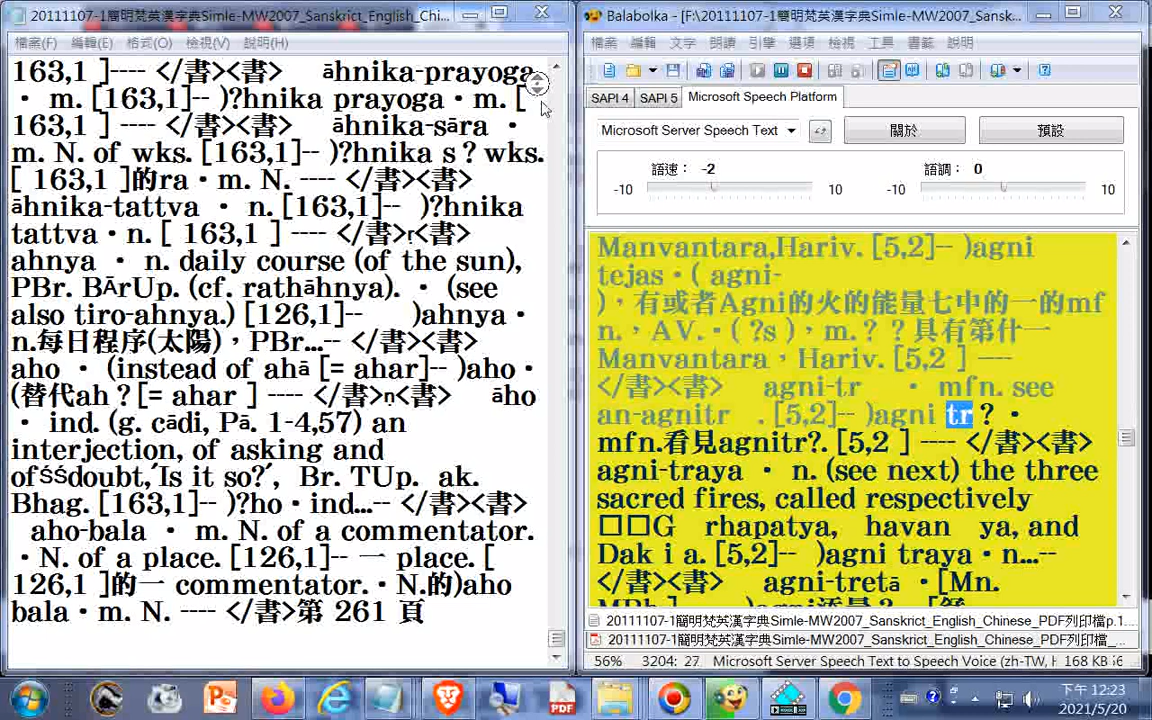 20111107-1簡明梵英漢字典Simle-MW2007_Sanskrict_English_Chi...
檔案(F) 編輯(E) 格式(O) 檢視(V) 說明(H)
163,1 ]---- </書><書> āhnika-prayoga
• m. [163,1]-- )?hnika prayoga・m. [
163,1 ] ---- </書><書> āhnika-sāra •
m. N. of wks. [163,1]-- )?hnika s？wks.
[ 163,1 ]的ra・m. N. ---- </書><書>
āhnika-tattva • n. [163,1]-- )?hnika
tattva・n. [ 163,1 ] ---- </書>ṛ<書>
ahnya • n. daily course (of the sun),
PBr. BĀrUp. (cf. rathāhnya). • (see
also tiro-ahnya.) [126,1]-- )ahnya・
n.每日程序(太陽)，PBr...-- </書><書>
aho • (instead of ahā [= ahar]-- )aho・
(替代ah？[= ahar ) ---- </書>ṇ<書> āho
• ind. (g. cādi, Pā. 1-4,57) an
interjection, of asking and
ofśśdoubt,'Is it so?', Br. TUp. ak.
Bhag. [163,1]-- )?ho・ind...-- </書><書>
aho-bala • m. N. of a commentator.
• N. of a place. [126,1]-- 一 place. [
126,1 ]的一 commentator.・N.的)aho
bala・m. N. ---- </書>第 261 頁
Balabolka - [F:\20111107-1簡明梵英漢字典Simle-MW2007_Sansk...
檔案 編輯 文字 朗讀 引擎 選項 檢視 工具 書籤 說明
SAPI 4 SAPI 5 Microsoft Speech Platform
Microsoft Server Speech Text 關於 預設
語速： -2 語調： 0
-10 10 -10 10
Manvantara,Hariv. [5,2]-- )agni
tejas・( agni-
)，有或者Agni的火的能量七中的一的mf
n.，AV.・( ?s )，m.？？具有第什一
Manvantara，Hariv. [5,2 ] ----
</書><書> agni-tr • mfn. see
an-agnitr . [5,2]-- )agni tr？・
mfn.看見agnitr?. [5,2 ] ---- </書><書>
agni-traya • n. (see next) the three
sacred fires, called respectively
□□G rhapatya, havan ya, and
Dak i a. [5,2]-- )agni traya・n...--
</書><書> agni-tretā •[Mn.
20111107-1簡明梵英漢字典Simle-MW2007_Sanskrict_English_Chinese_PDF列印檔p.1...
20111107-1簡明梵英漢字典Simle-MW2007_Sanskrict_English_Chinese_PDF列印檔_...
56% 3204: 27 Microsoft Server Speech Text to Speech Voice (zh-TW, H 168 KB
下午 12:23
2021/5/20